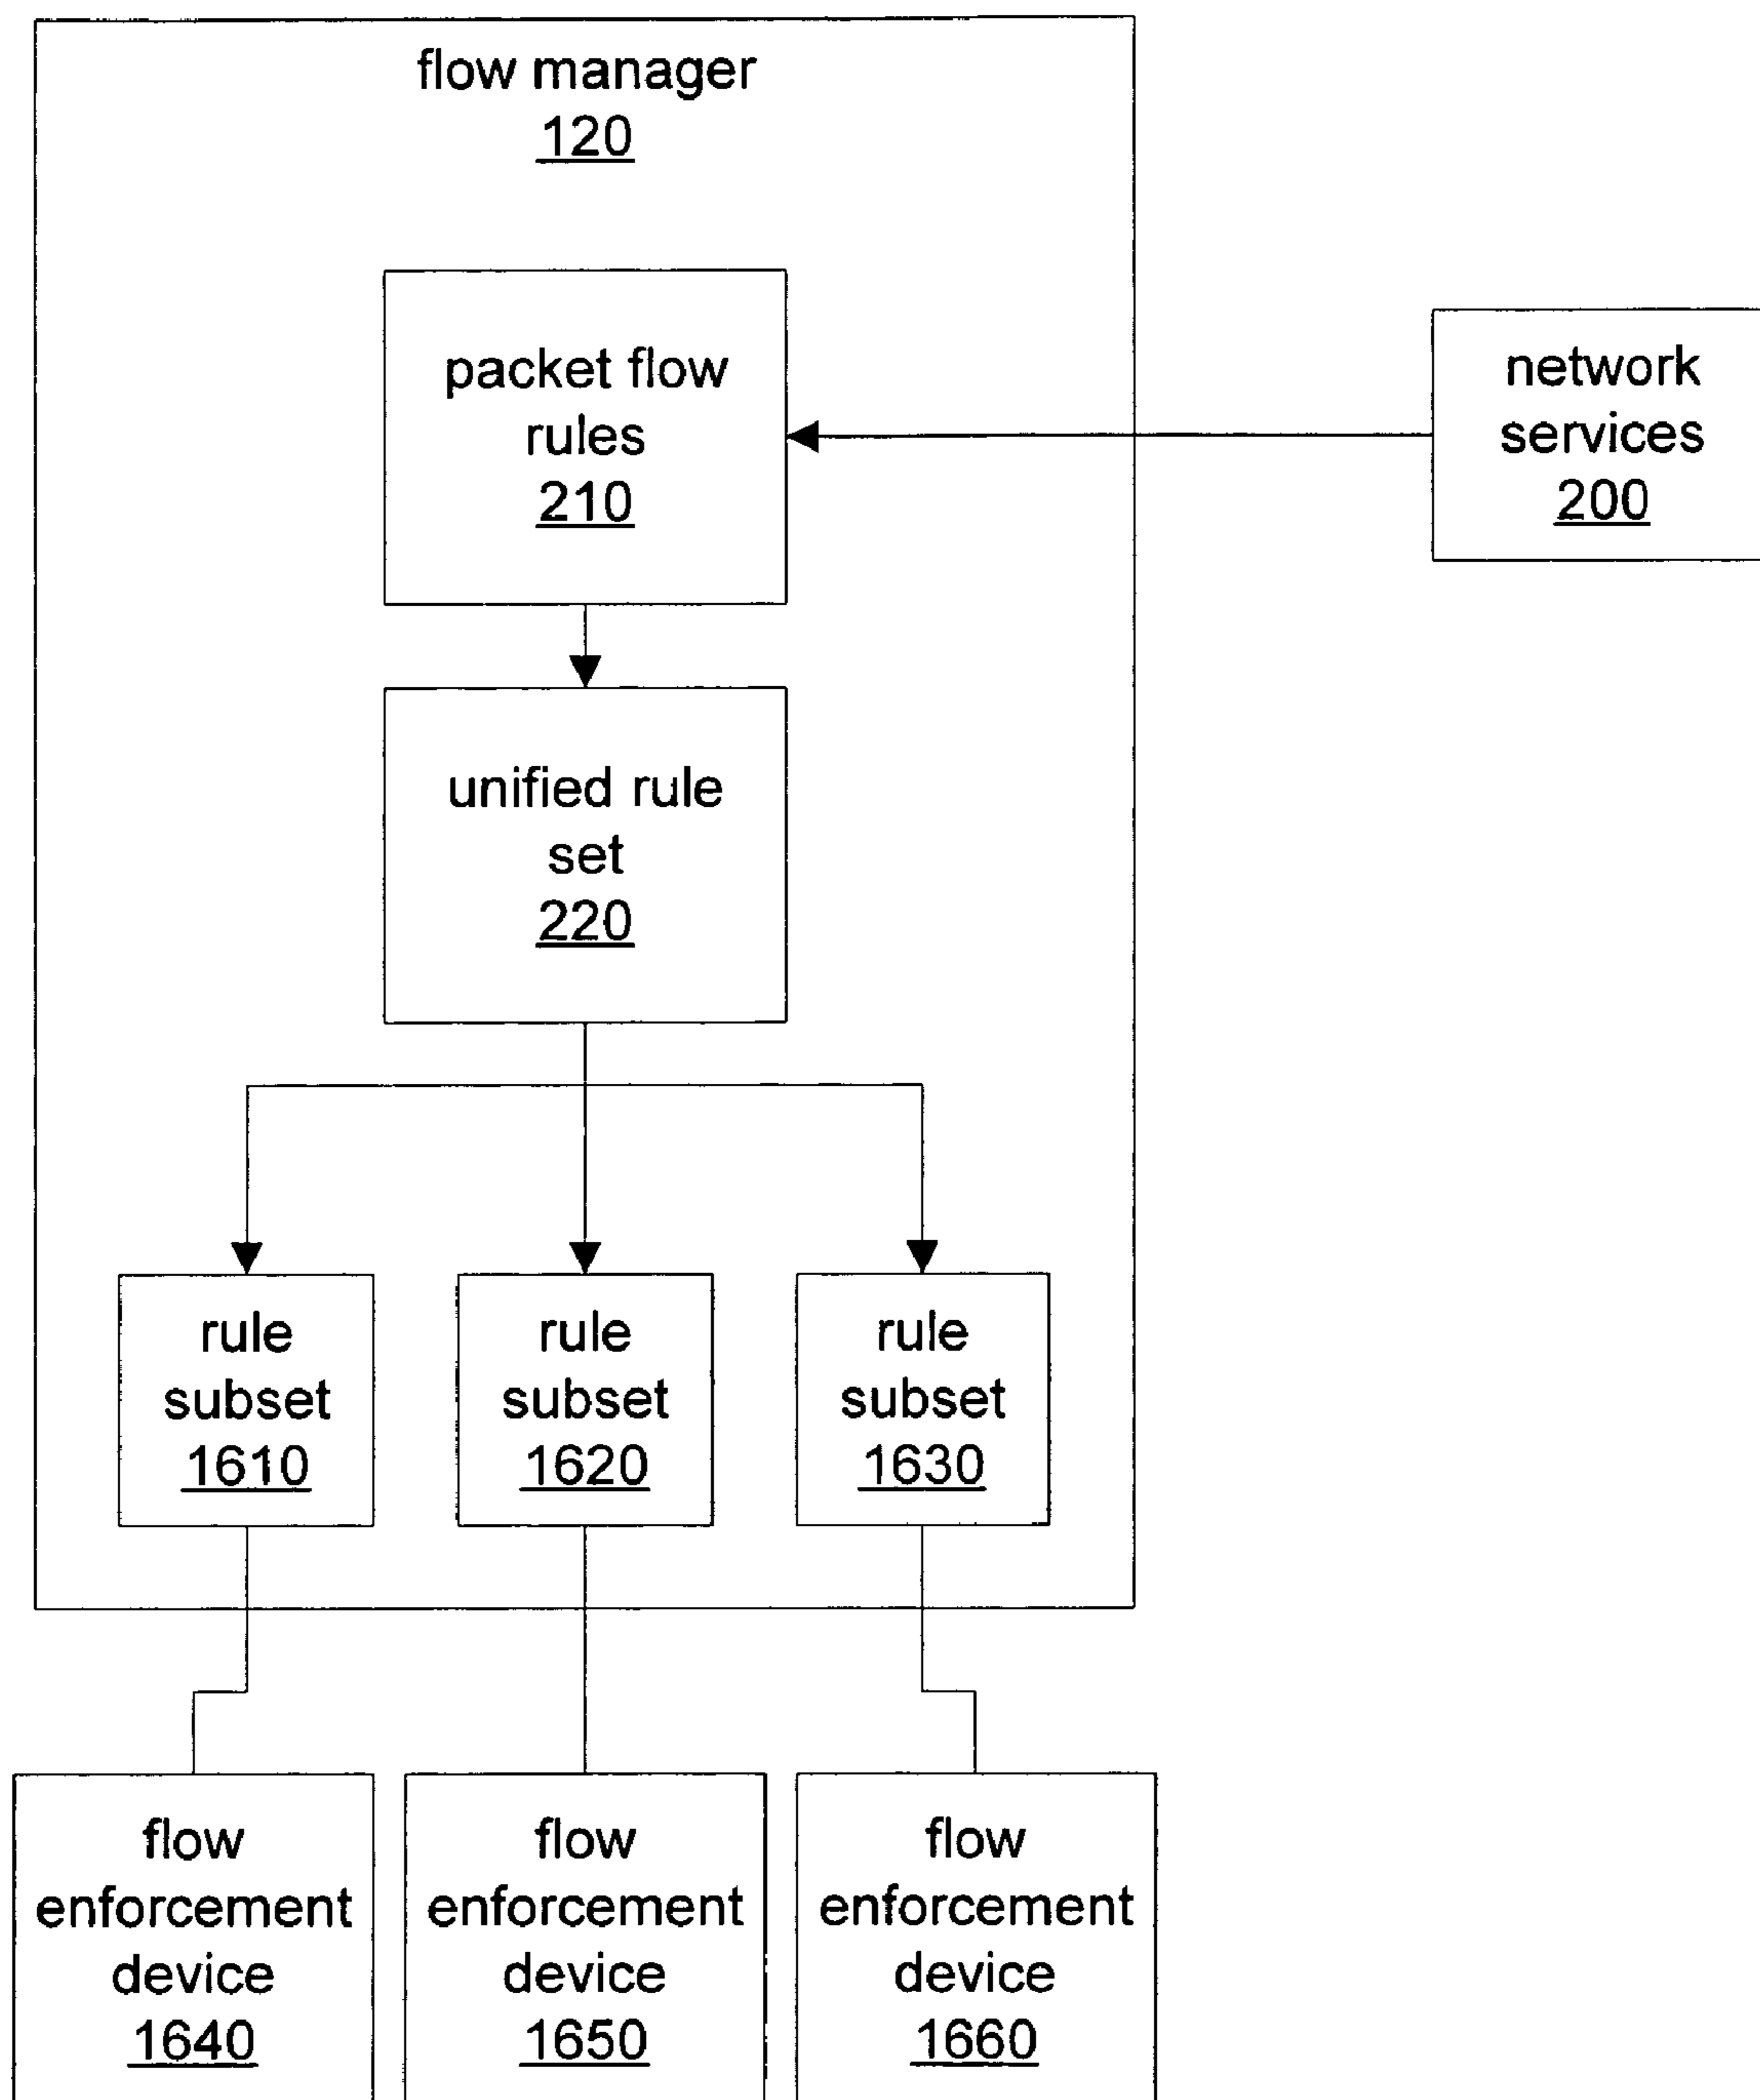 flow manager
120
packet flow
rules
210
network
services
200
unified rule
set
220
rule
subset
1610
rule
subset
1620
rule
subset
1630
flow
enforcement
device
1640
flow
enforcement
device
1650
flow
enforcement
device
1660